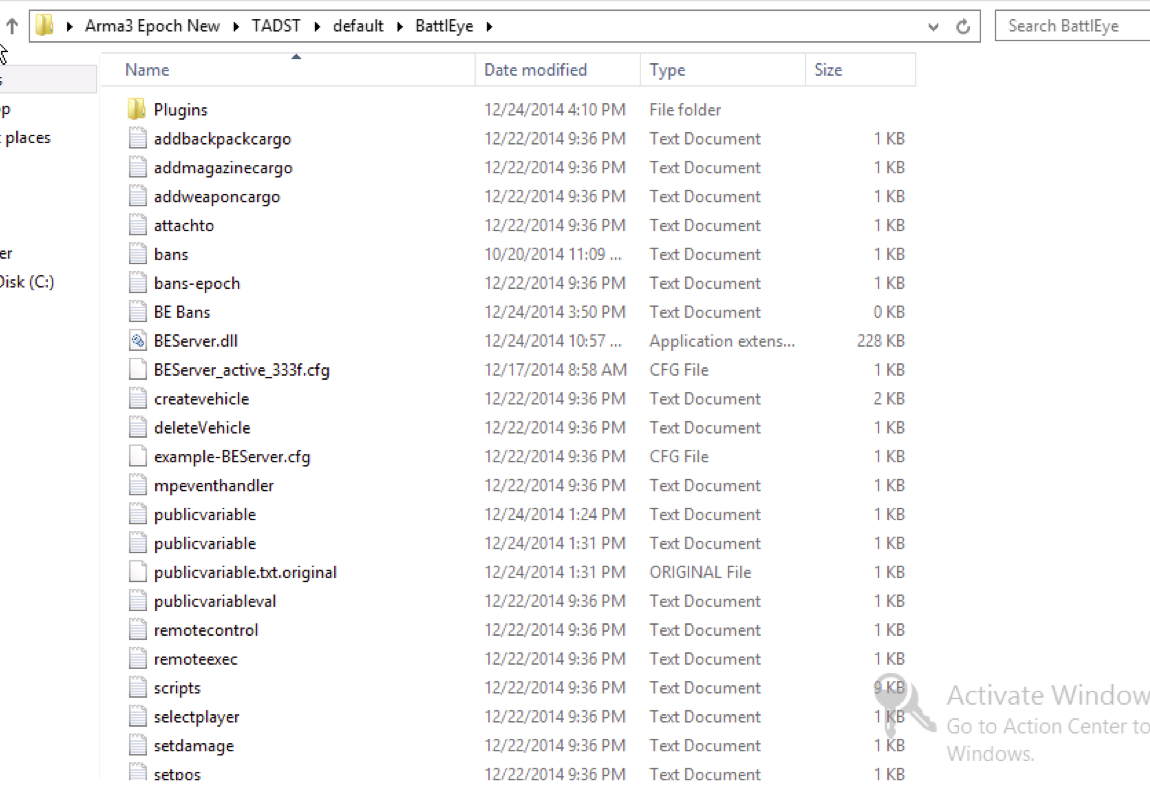 Arma3 Epoch New TADST default BattlEye Search BattlEye
Name Date modified Type Size
s
Plugins 12/24/2014 4:10 PM File folder
p
addbackpackcargo 12/22/2014 9:36 PM Text Document 1 KB
places
addmagazinecargo 12/22/2014 9:36 PM Text Document 1 KB
addweaponcargo 12/22/2014 9:36 PM Text Document 1 KB
attachto 12/22/2014 9:36 PM Text Document 1 KB
er
bans 10/20/2014 11:09 ... Text Document 1 KB
Disk (C:)
bans-epoch 12/22/2014 9:36 PM Text Document 1 KB
BE Bans 12/24/2014 3:50 PM Text Document 0 KB
BEServer.dll 12/24/2014 10:57 ... Application extens... 228 KB
BEServer_active_333f.cfg 12/17/2014 8:58 AM CFG File 1 KB
createvehicle 12/22/2014 9:36 PM Text Document 2 KB
deleteVehicle 12/22/2014 9:36 PM Text Document 1 KB
example-BEServer.cfg 12/22/2014 9:36 PM CFG File 1 KB
mpeventhandler 12/22/2014 9:36 PM Text Document 1 KB
publicvariable 12/24/2014 1:24 PM Text Document 1 KB
publicvariable 12/24/2014 1:31 PM Text Document 1 KB
publicvariable.txt.original 12/24/2014 1:31 PM ORIGINAL File 1 KB
publicvariableval 12/22/2014 9:36 PM Text Document 1 KB
remotecontrol 12/22/2014 9:36 PM Text Document 1 KB
remoteexec 12/22/2014 9:36 PM Text Document 1 KB
scripts 12/22/2014 9:36 PM Text Document 9 KB
selectplayer 12/22/2014 9:36 PM Text Document 1 KB
setdamage 12/22/2014 9:36 PM Text Document 1 KB
setpos 12/22/2014 9:36 PM Text Document 1 KB
Activate Window
Go to Action Center to
Windows.